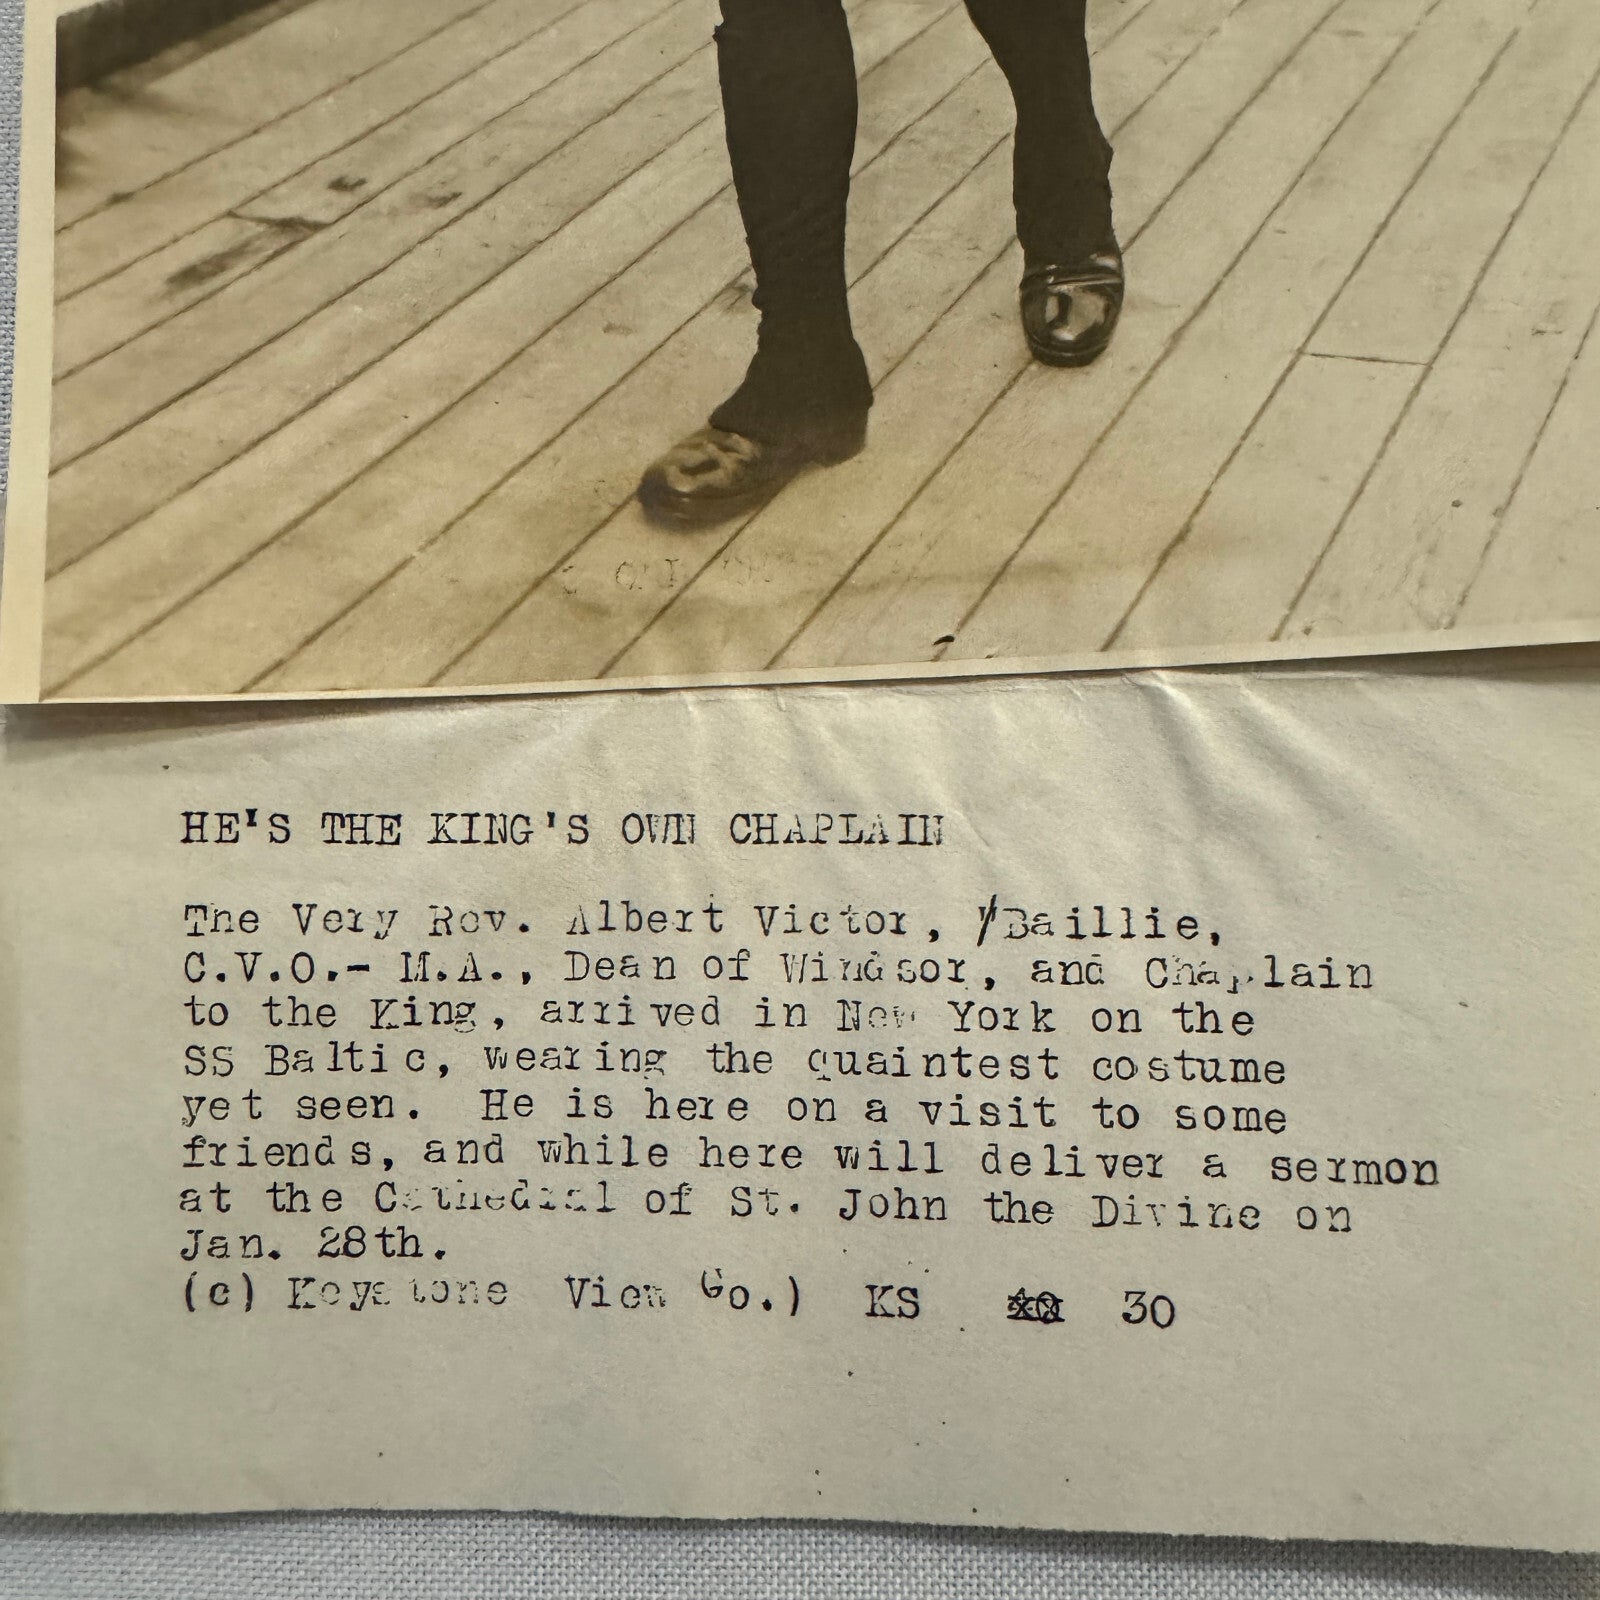 HE'S THE KING'S OWN CHAPLAIN
The Very Rev. Albert Victor, Baillie,
C.V.O.- M.A., Dean of Windsor, and Chaplain
to the King, arrived in New York on the
SS Baltic, wearing the quaintest costume
yet seen. He is here on a visit to some
friends, and while here will deliver a sermon
at the Cathedral of St. John the Divine on
Jan. 28th.
(c) Keystone View Co.) KS 30